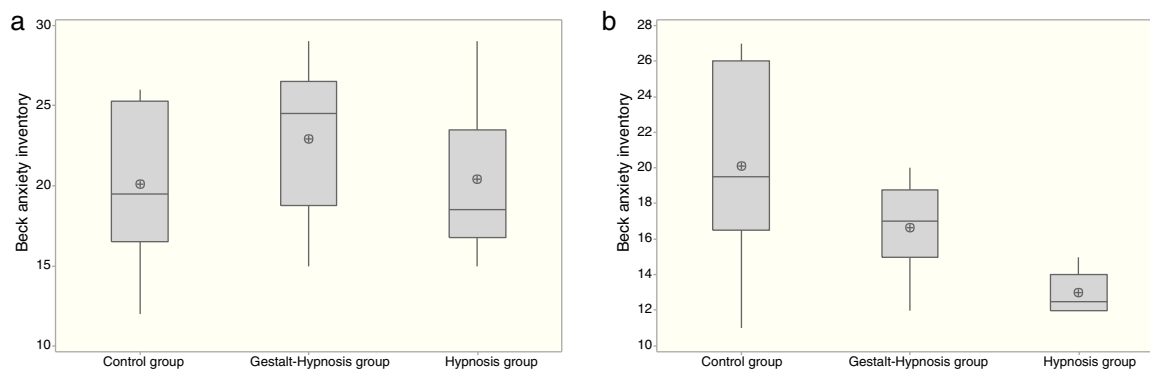 a
Beck anxiety inventory
30
25
20
15
10
Control group
Gestalt-Hypnosis group
Hypnosis group
b
Beck anxiety inventory
28
26
24
22
20
18
16
14
12
10
Control group
Gestalt-Hypnosis group
Hypnosis group